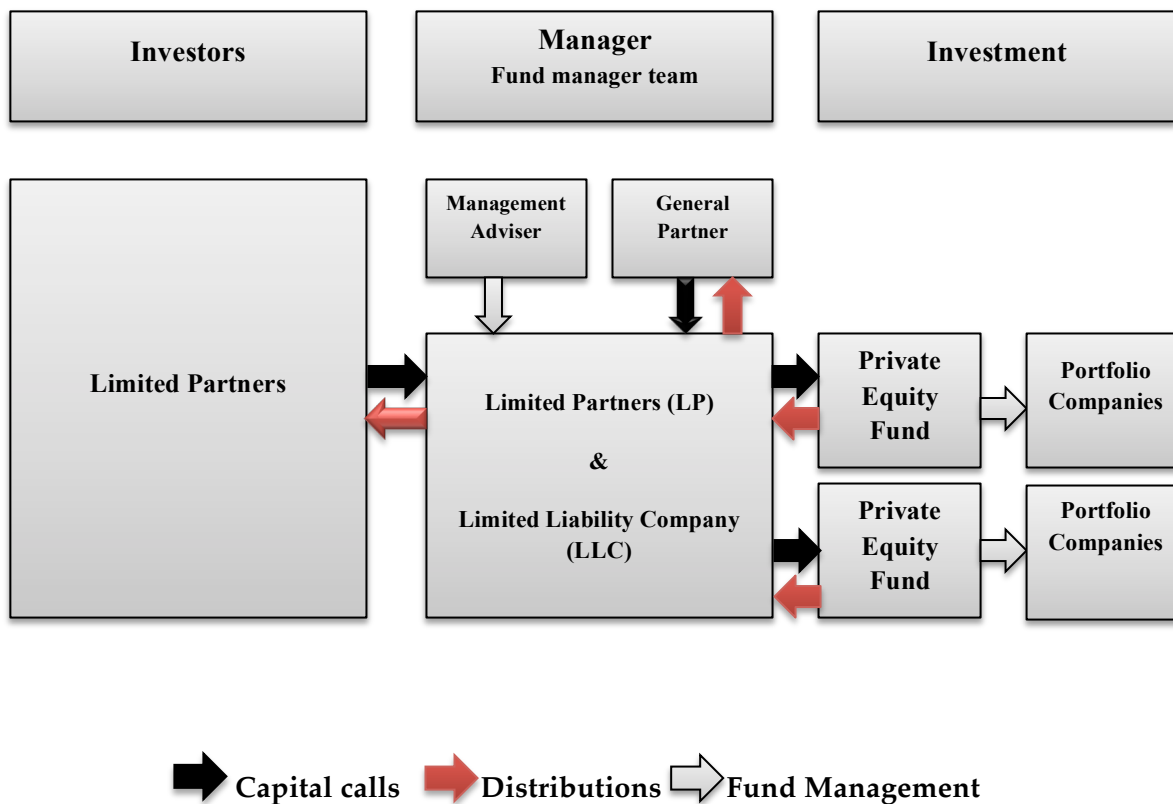 Investors
Manager
Fund manager team
Investment
Management
Adviser
General
Partner
Limited Partners
Limited Partners (LP)
&
Limited Liability Company
(LLC)
Private
Equity
Fund
Portfolio
Companies
Private
Equity
Fund
Portfolio
Companies
Capital calls
Distributions
Fund Management